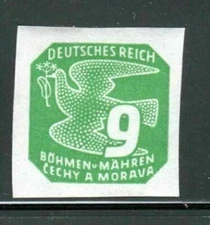 DEUTSCHES REICH
9
BÖHMEN u. MÄHREN
ČECHY A MORAVA